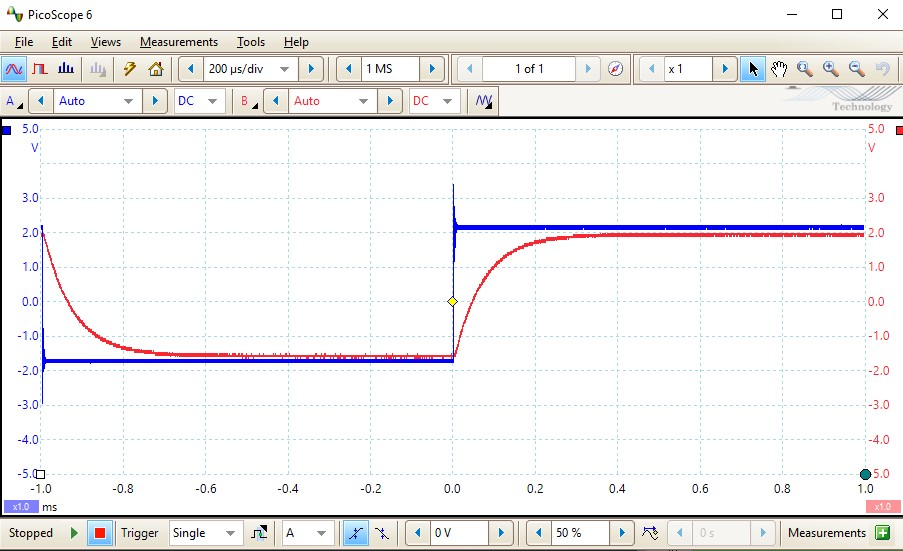 PicoScope 6
File Edit Views Measurements Tools Help
200 µs/div 1 MS 1 of 1 x 1
A Auto DC B Auto DC
Technology
5.0 5.0
V V
3.0 3.0
2.0 2.0
1.0 1.0
0.0 0.0
-1.0 -1.0
-2.0 -2.0
-3.0 -3.0
-4.0 -4.0
-5.0 -5.0
-1.0 -0.8 -0.6 -0.4 -0.2 0.0 0.2 0.4 0.6 0.8 1.0
x1.0 ms x1.0
Stopped Trigger Single A 0 V 50 % 0 s Measurements